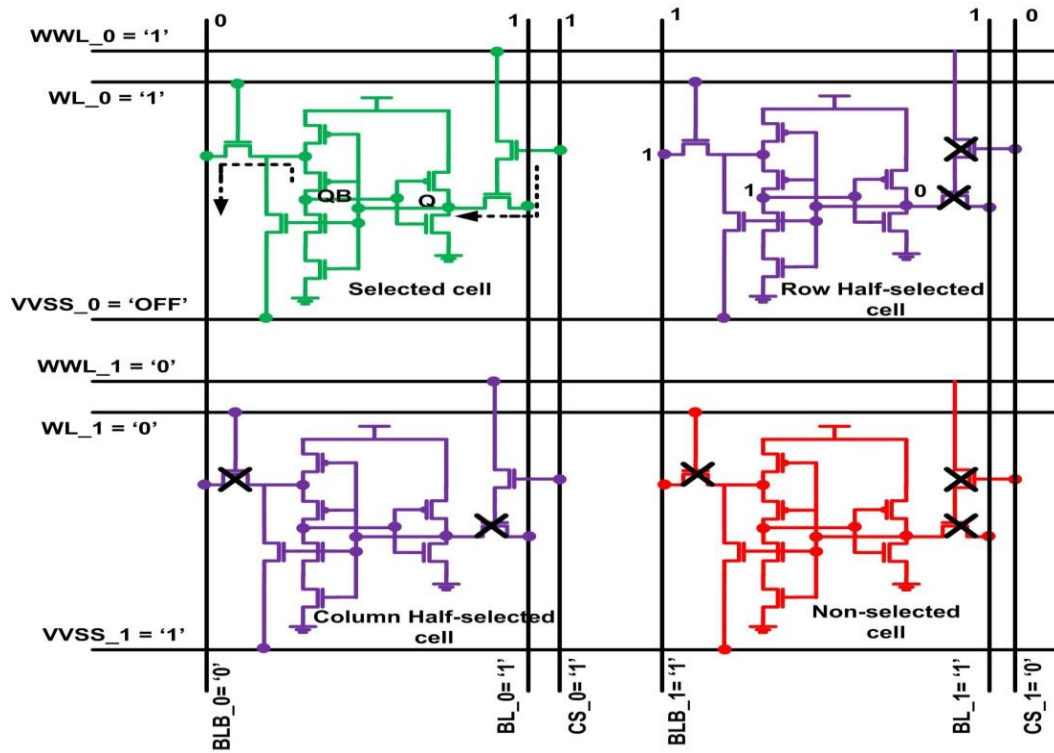 0 1 1 1 1 0
WWL_0 = ‘1’
WL_0 = ‘1’
1
QB Q 1 0
Selected cell
Row Half-selected
cell
VVSS_0 = ‘OFF’
WWL_1 = ‘0’
WL_1 = ‘0’
Column Half-selected
cell
Non-selected
cell
VVSS_1 = ‘1’
BLB_0= ‘0’
BL_0= ‘1’
CS_0= ‘1’
BLB_1= ‘1’
BL_1= ‘1’
CS_1= ‘0’